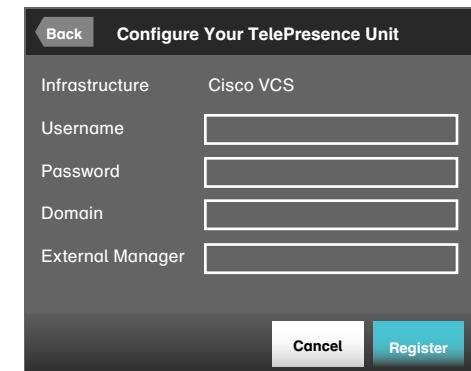 Back Configure Your TelePresence Unit
Infrastructure Cisco VCS
Username
Password
Domain
External Manager
Cancel Register